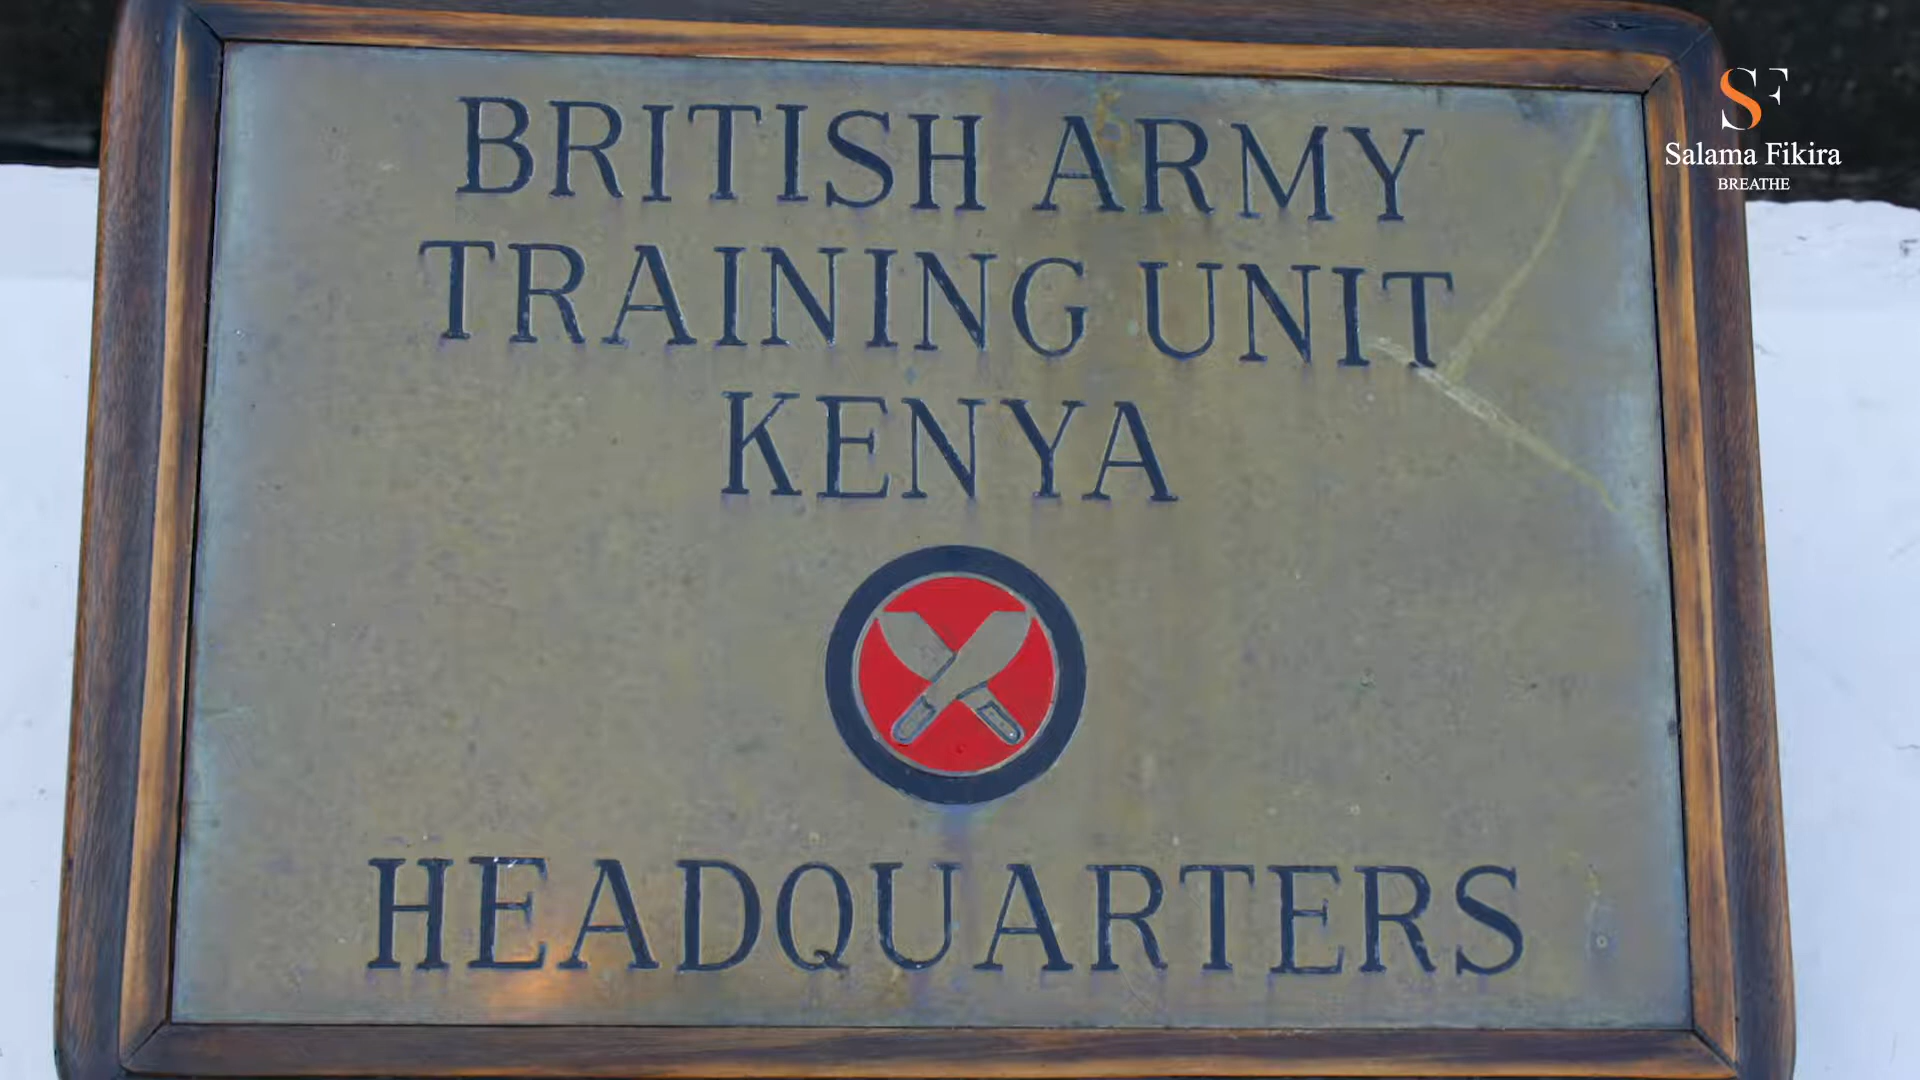 BRITISH ARMY
TRAINING UNIT
KENYA
HEADQUARTERS
SF
Salama Fikira
BREATHE